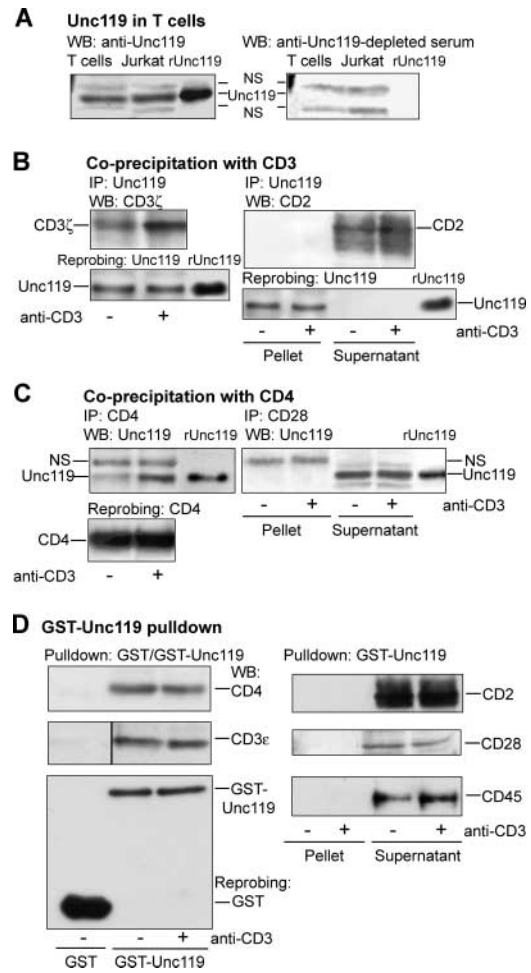 A Unc119 in T cells
WB: anti-Unc119 WB: anti-Unc119-depleted serum
T cells Jurkat rUnc119 T cells Jurkat rUnc119
NS
Unc119
NS
B Co-precipitation with CD3
IP: Unc119 IP: Unc119
WB: CD3ζ WB: CD2
CD3ζ CD2
Reprobing: Unc119 rUnc119 Reprobing: Unc119 rUnc119
Unc119 Unc119
anti-CD3 - + - + - + anti-CD3
Pellet Supernatant
C Co-precipitation with CD4
IP: CD4 IP: CD28
WB: Unc119 rUnc119 WB: Unc119 rUnc119
NS NS
Unc119 Unc119
- + - + anti-CD3
Reprobing: CD4 Pellet Supernatant
CD4
anti-CD3 - +
D GST-Unc119 pulldown
Pulldown: GST/GST-Unc119 Pulldown: GST-Unc119
WB:
CD4 CD2
CD3ε CD28
GST-Unc119 CD45
- + - + anti-CD3
Pellet Supernatant
Reprobing:
GST
- - + anti-CD3
GST GST-Unc119